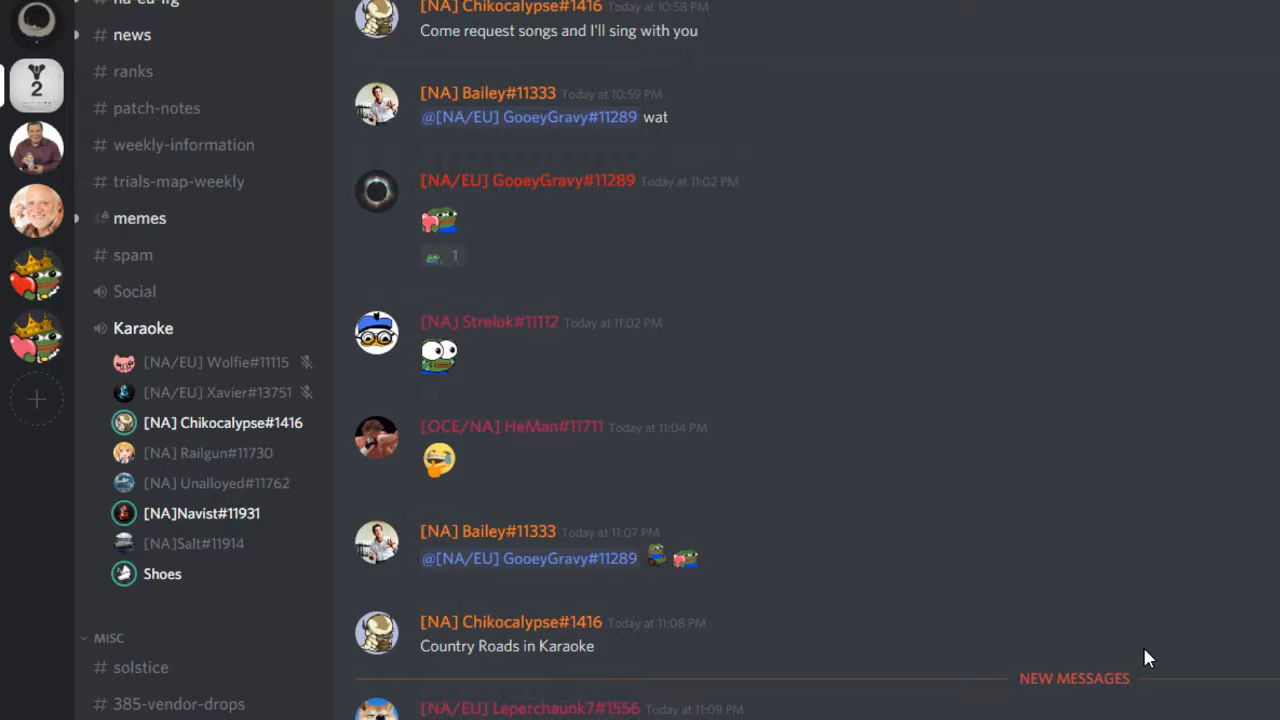 na-eu-lfg
# news
# ranks
# patch-notes
# weekly-information
# trials-map-weekly
memes
# spam
Social
Karaoke
[NA/EU] Wolfie#11115
[NA/EU] Xavier#13751
[NA] Chikocalypse#1416
[NA] Railgun#11730
[NA] Unalloyed#11762
[NA]Navist#11931
[NA]Salt#11914
Shoes
MISC
# solstice
# 385-vendor-drops
2
[NA] Chikocalypse#1416 Today at 10:58 PM
Come request songs and I'll sing with you
[NA] Bailey#11333 Today at 10:59 PM
@[NA/EU] GooeyGravy#11289 wat
[NA/EU] GooeyGravy#11289 Today at 11:02 PM
1
[NA] Strelok#11112 Today at 11:02 PM
[OCE/NA] HeMan#11711 Today at 11:04 PM
[NA] Bailey#11333 Today at 11:07 PM
@[NA/EU] GooeyGravy#11289
[NA] Chikocalypse#1416 Today at 11:08 PM
Country Roads in Karaoke
NEW MESSAGES
[NA/EU] Leperchaunk7#1556 Today at 11:09 PM